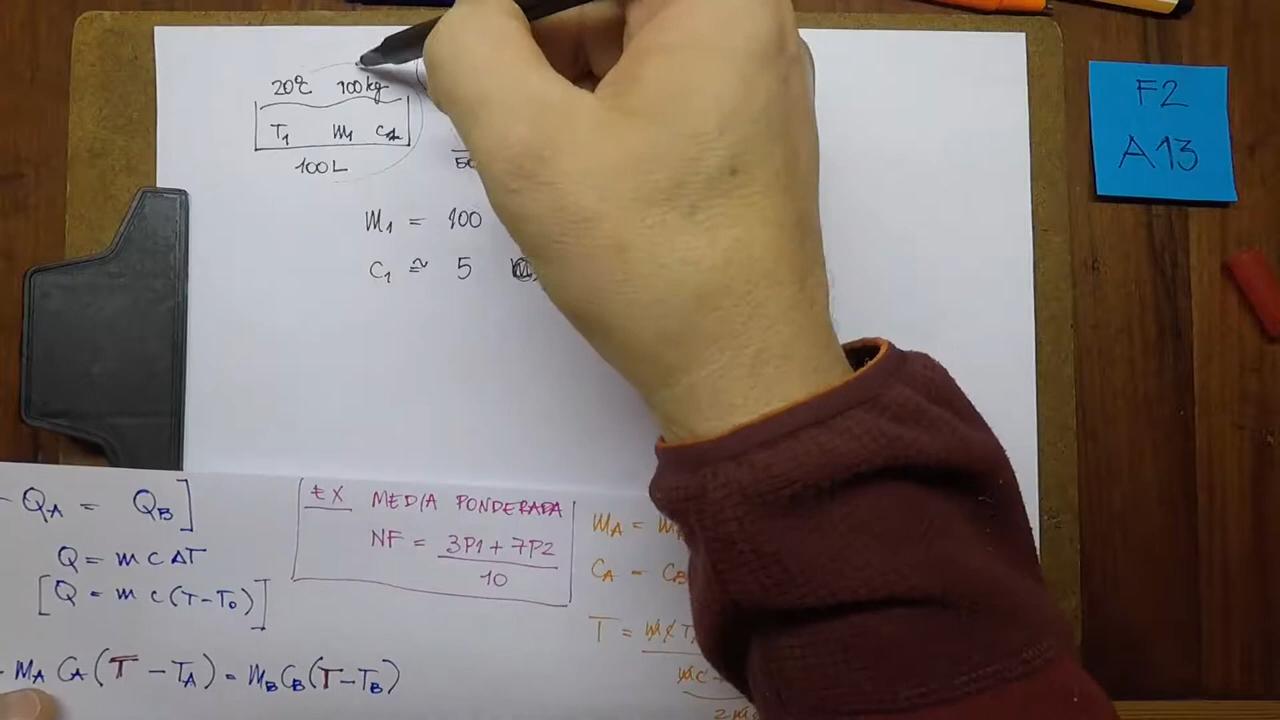 20°C 100kg
T1 m1 c1
100L
50
M1 = 100
C1 ≅ 5
F2
A13
- QA = QB]
Q = m c ΔT
[Q = m c (T-T0)]
- MA CA (T - TA) = MB CB (T-TB)
EX MEDIA PONDERADA
NF = 3P1 + 7P2
10
MA = M
CA = CB
T =